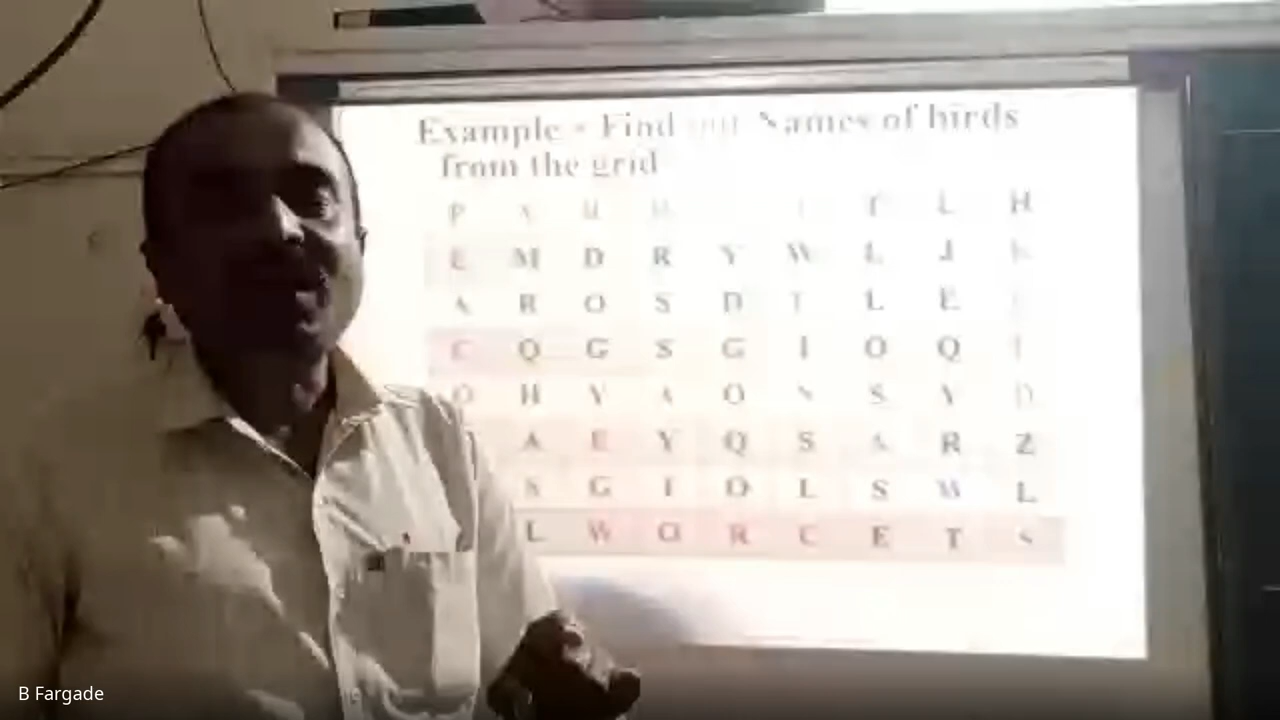 Example - Find out Names of birds
from the grid
P A R R T L H
E M D R Y W L J
A R O S D L E
C Q G S G I O Q
O H Y A O N S Y D
A E Y Q S A R Z
S G I O L S W L
L W O R C E T S
B Fargade